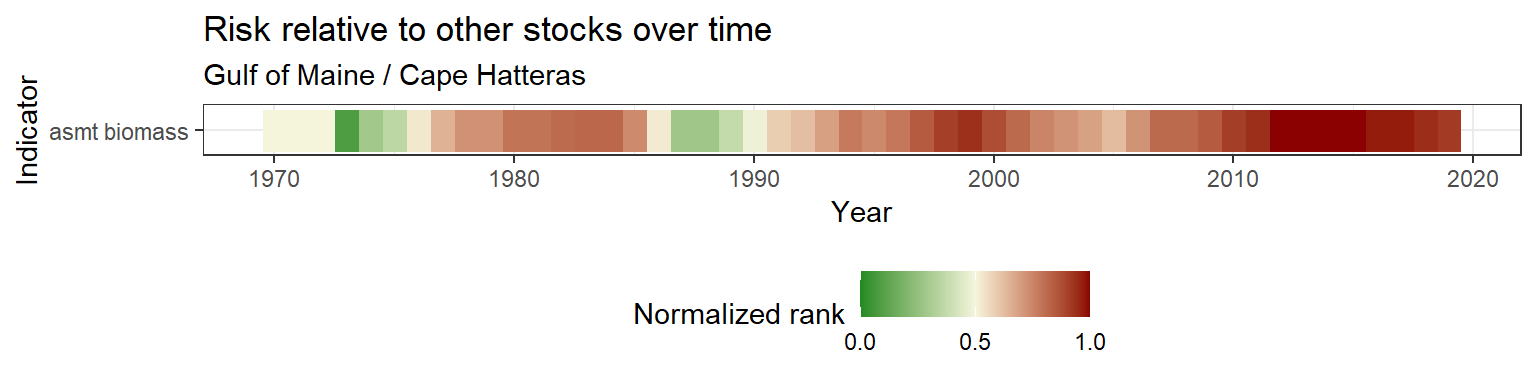 Risk relative to other stocks over time
Gulf of Maine / Cape Hatteras
Indicator
asmt biomass
1970 1980 1990 2000 2010 2020
Year
Normalized rank
0.0 0.5 1.0